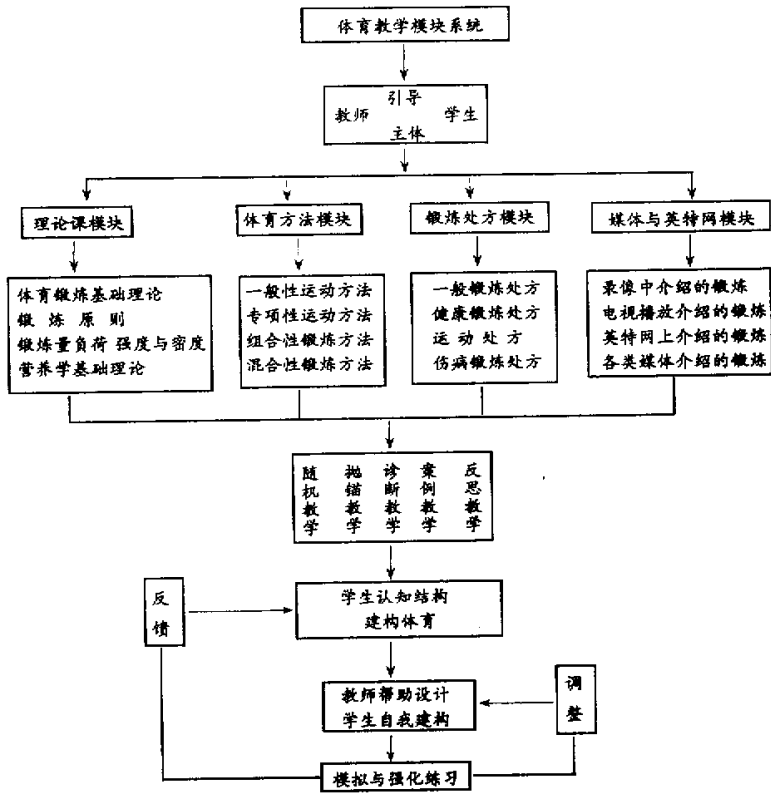 体育教学模块系统
引导
教师 学生
主体
理论课模块
体育方法模块
锻炼处方模块
媒体与英特网模块
体育锻炼基础理论
锻炼原则
锻炼量负荷 强度与密度
营养学基础理论
一般性运动方法
专项性运动方法
组合性锻炼方法
混合性锻炼方法
一般锻炼处方
健康锻炼处方
运动处方
伤病锻炼处方
录像中介绍的锻炼
电视播放介绍的锻炼
英特网上介绍的锻炼
各类媒体介绍的锻炼
随机教学
抛锚教学
诊断教学
案例教学
反思教学
反馈
学生认知结构
建构体育
教师帮助设计
学生自我建构
调整
模拟与强化练习